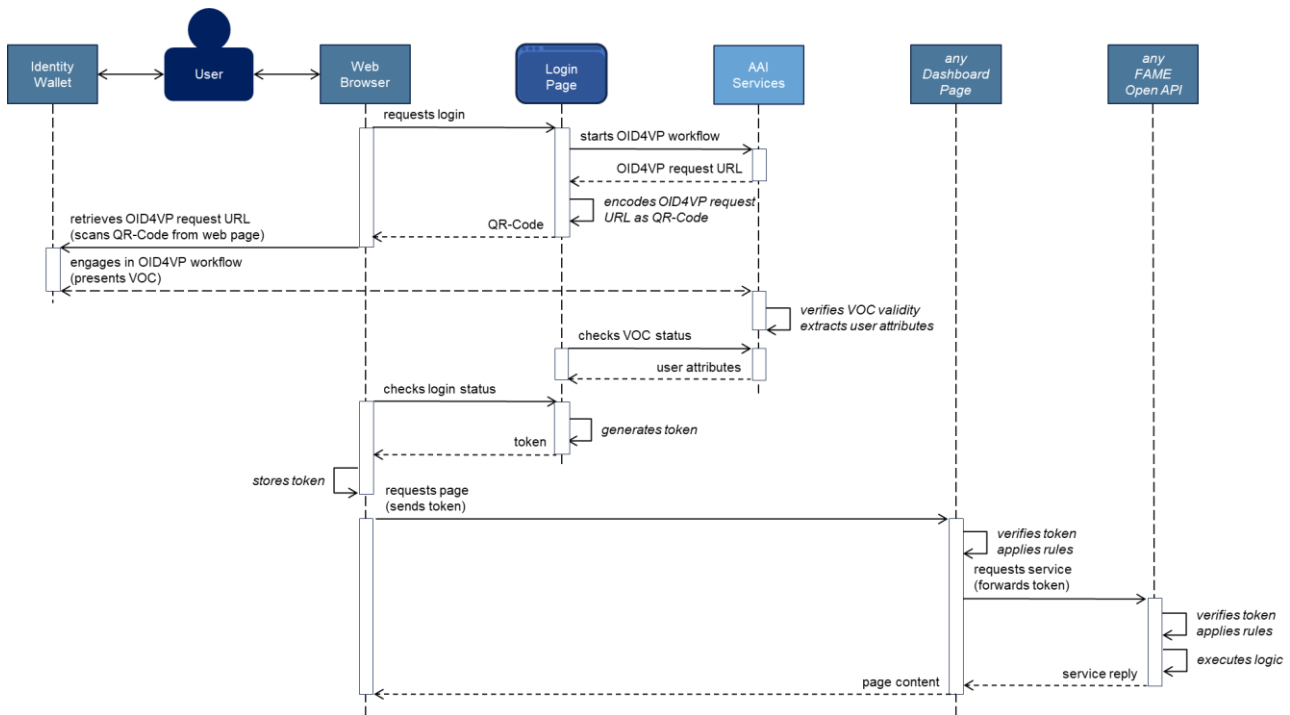 Identity
Wallet
User
Web
Browser
Login
Page
AAI
Services
any
Dashboard
Page
any
FAME
Open API
requests login
starts OID4VP workflow
OID4VP request URL
encodes OID4VP request
URL as QR-Code
retrieves OID4VP request URL
(scans QR-Code from web page)
QR-Code
engages in OID4VP workflow
(presents VOC)
verifies VOC validity
extracts user attributes
checks VOC status
user attributes
checks login status
generates token
token
stores token
requests page
(sends token)
verifies token
applies rules
requests service
(forwards token)
verifies token
applies rules
executes logic
service reply
page content